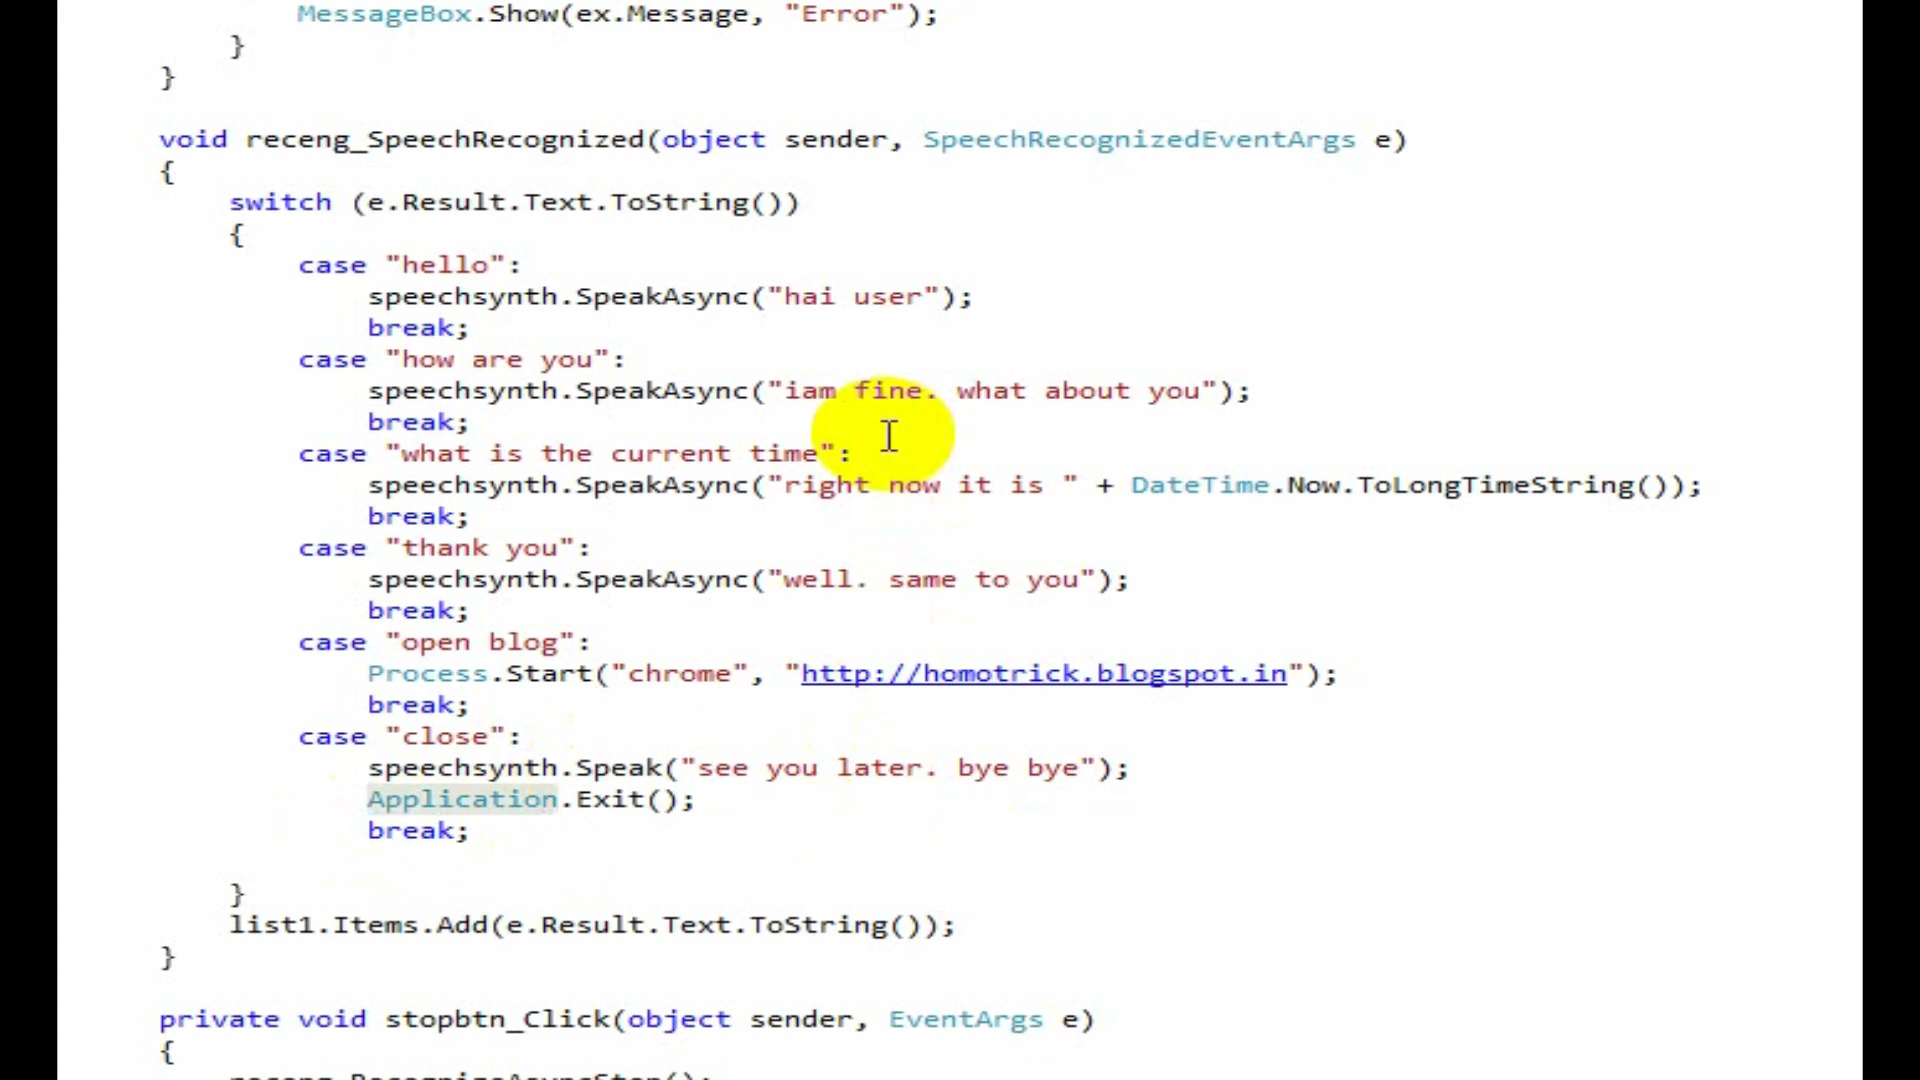 MessageBox.Show(ex.Message, "Error");
}
}
void receng_SpeechRecognized(object sender, SpeechRecognizedEventArgs e)
{
switch (e.Result.Text.ToString())
{
case "hello":
speechsynth.SpeakAsync("hai user");
break;
case "how are you":
speechsynth.SpeakAsync("iam fine. what about you");
break;
case "what is the current time":
speechsynth.SpeakAsync("right now it is " + DateTime.Now.ToLongTimeString());
break;
case "thank you":
speechsynth.SpeakAsync("well. same to you");
break;
case "open blog":
Process.Start("chrome", "http://homotrick.blogspot.in");
break;
case "close":
speechsynth.Speak("see you later. bye bye");
Application.Exit();
break;
}
list1.Items.Add(e.Result.Text.ToString());
}
private void stopbtn_Click(object sender, EventArgs e)
{